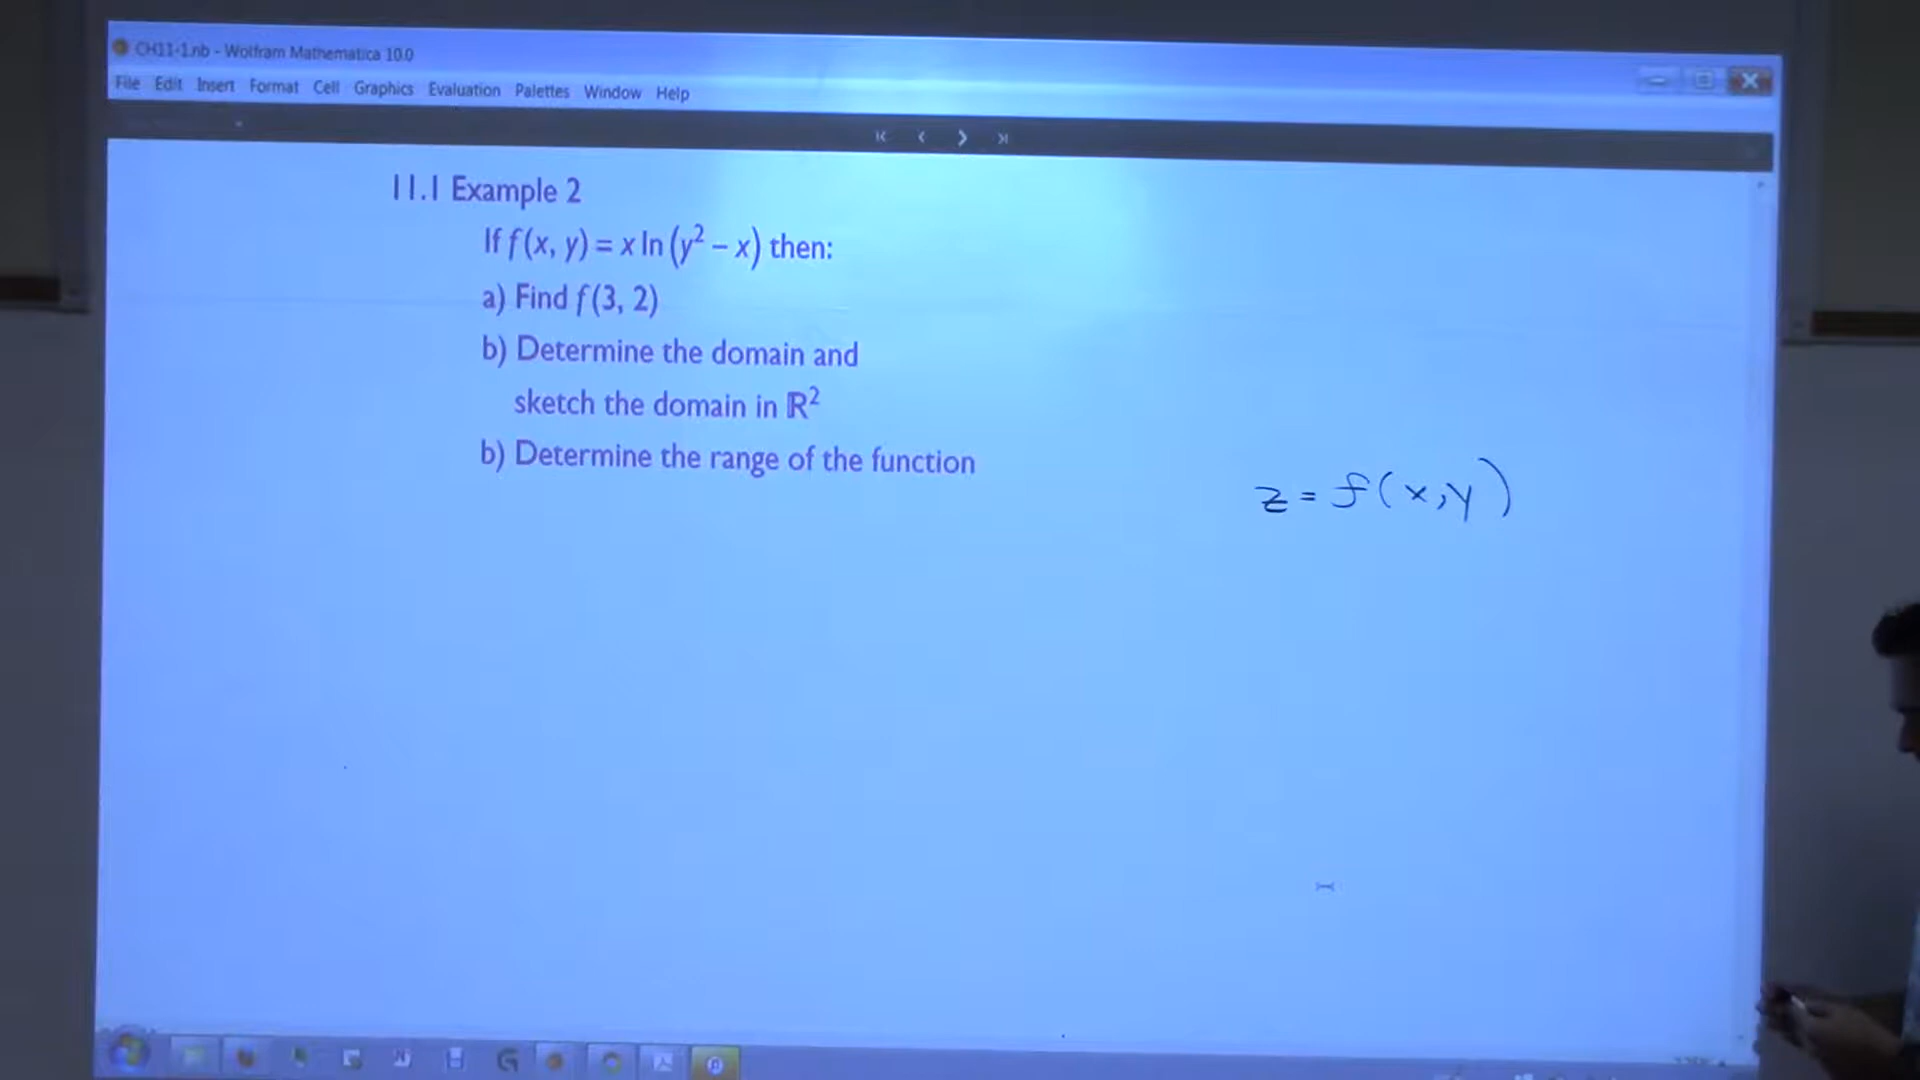 CH11-1.nb - Wolfram Mathematica 10.0
File Edit Insert Format Cell Graphics Evaluation Palettes Window Help
11.1 Example 2
If f(x, y) = x ln(y² – x) then:
a) Find f(3, 2)
b) Determine the domain and
sketch the domain in ℝ²
b) Determine the range of the function
z = f(x,y)